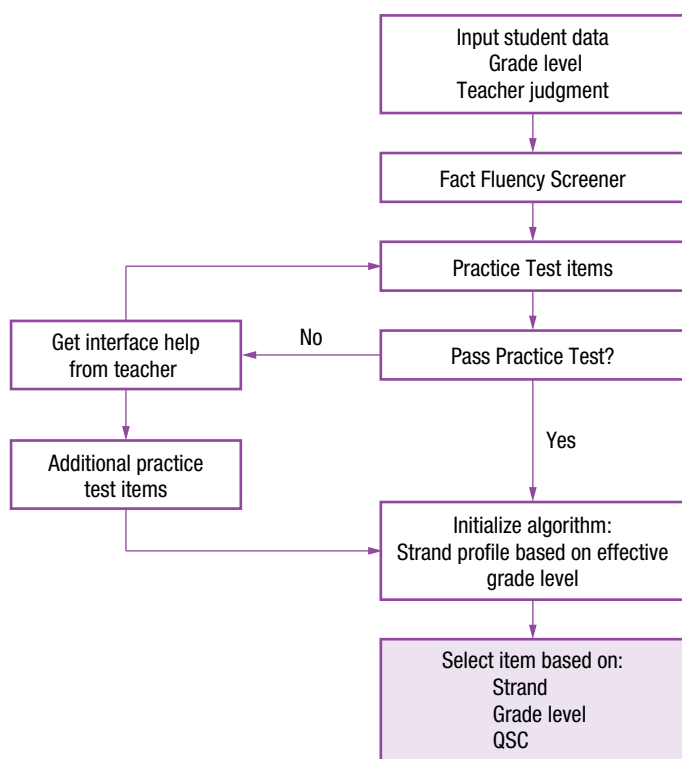 Input student data
Grade level
Teacher judgment
Fact Fluency Screener
Practice Test items
Get interface help
from teacher
No
Pass Practice Test?
Yes
Additional practice
test items
Initialize algorithm:
Strand profile based on effective
grade level
Select item based on:
Strand
Grade level
QSC